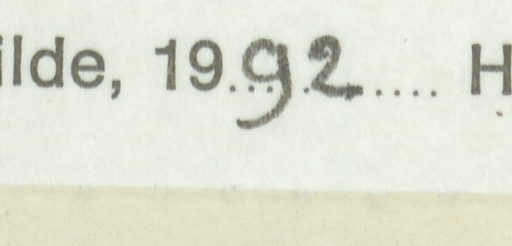 ilde, 19.92.... H